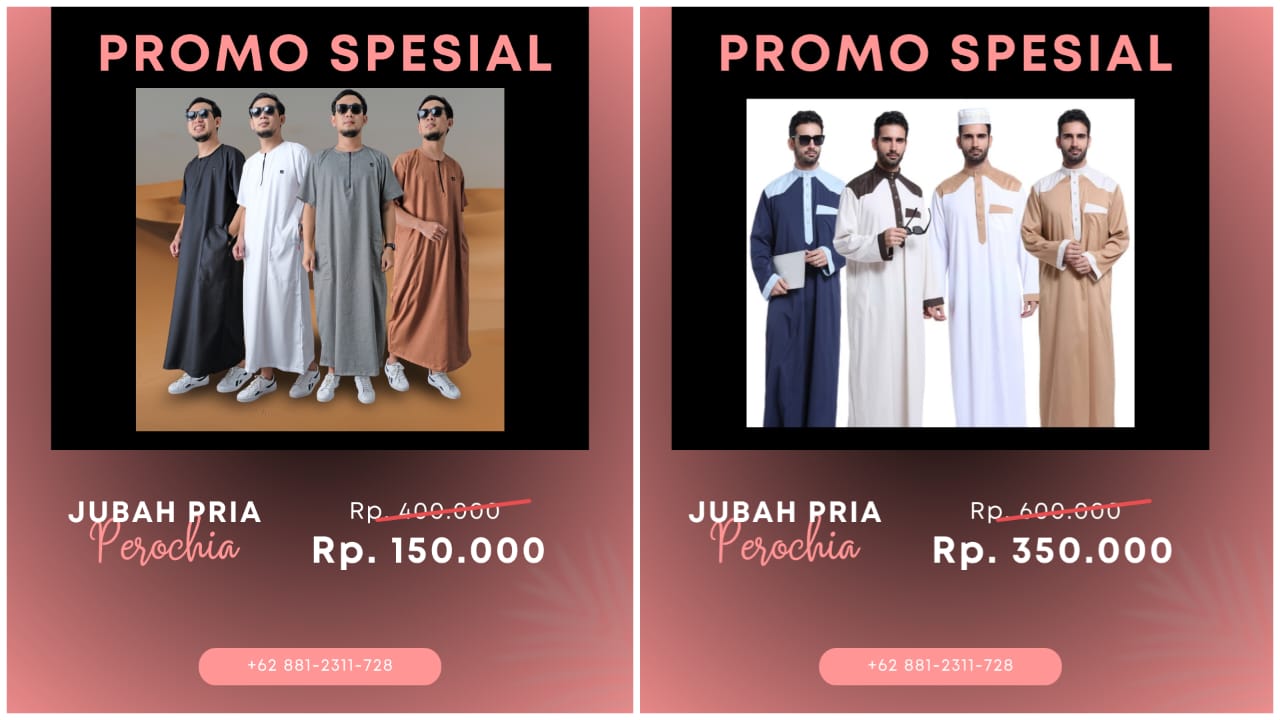 PROMO SPESIAL
JUBAH PRIA
Perochia
Rp. 400.000
Rp. 150.000
+62 881-2311-728
PROMO SPESIAL
JUBAH PRIA
Perochia
Rp. 600.000
Rp. 350.000
+62 881-2311-728